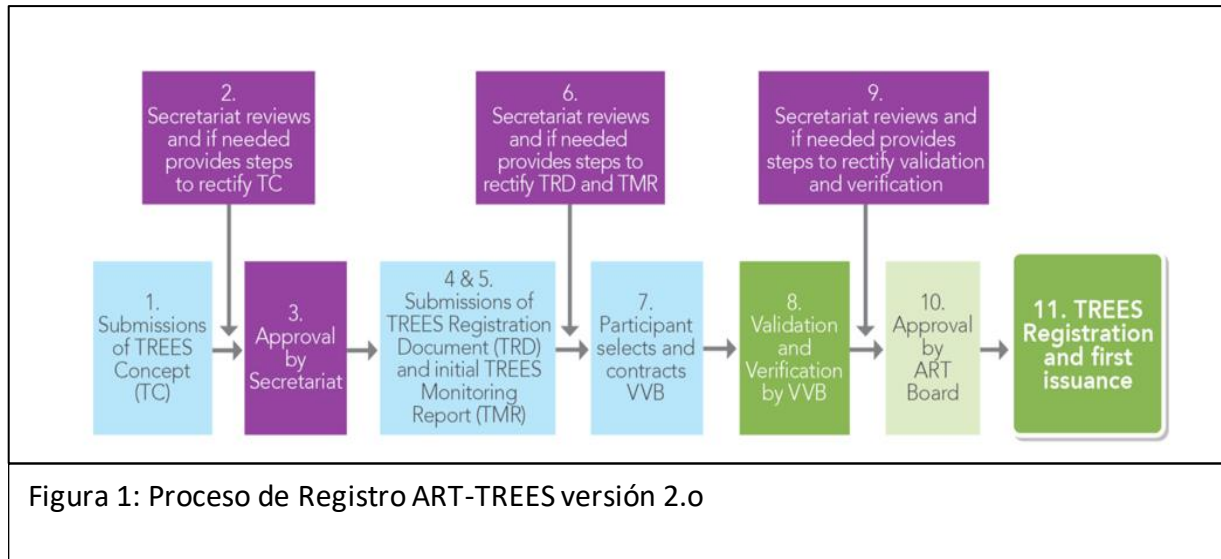 2.
Secretariat reviews
and if needed
provides steps
to rectify TC
6.
Secretariat reviews
and if needed
provides steps to
rectify TRD and TMR
9.
Secretariat reviews and
if needed provides
steps to rectify validation
and verification
1.
Submissions
of TREES
Concept
(TC)
3.
Approval
by
Secretariat
4 & 5.
Submissions of
TREES Registration
Document (TRD)
and initial TREES
Monitoring
Report (TMR)
7.
Participant
selects and
contracts
VVB
8.
Validation
and
Verification
by VVB
10.
Approval
by
ART
Board
11. TREES
Registration
and first
issuance
Figura 1: Proceso de Registro ART-TREES versión 2.o